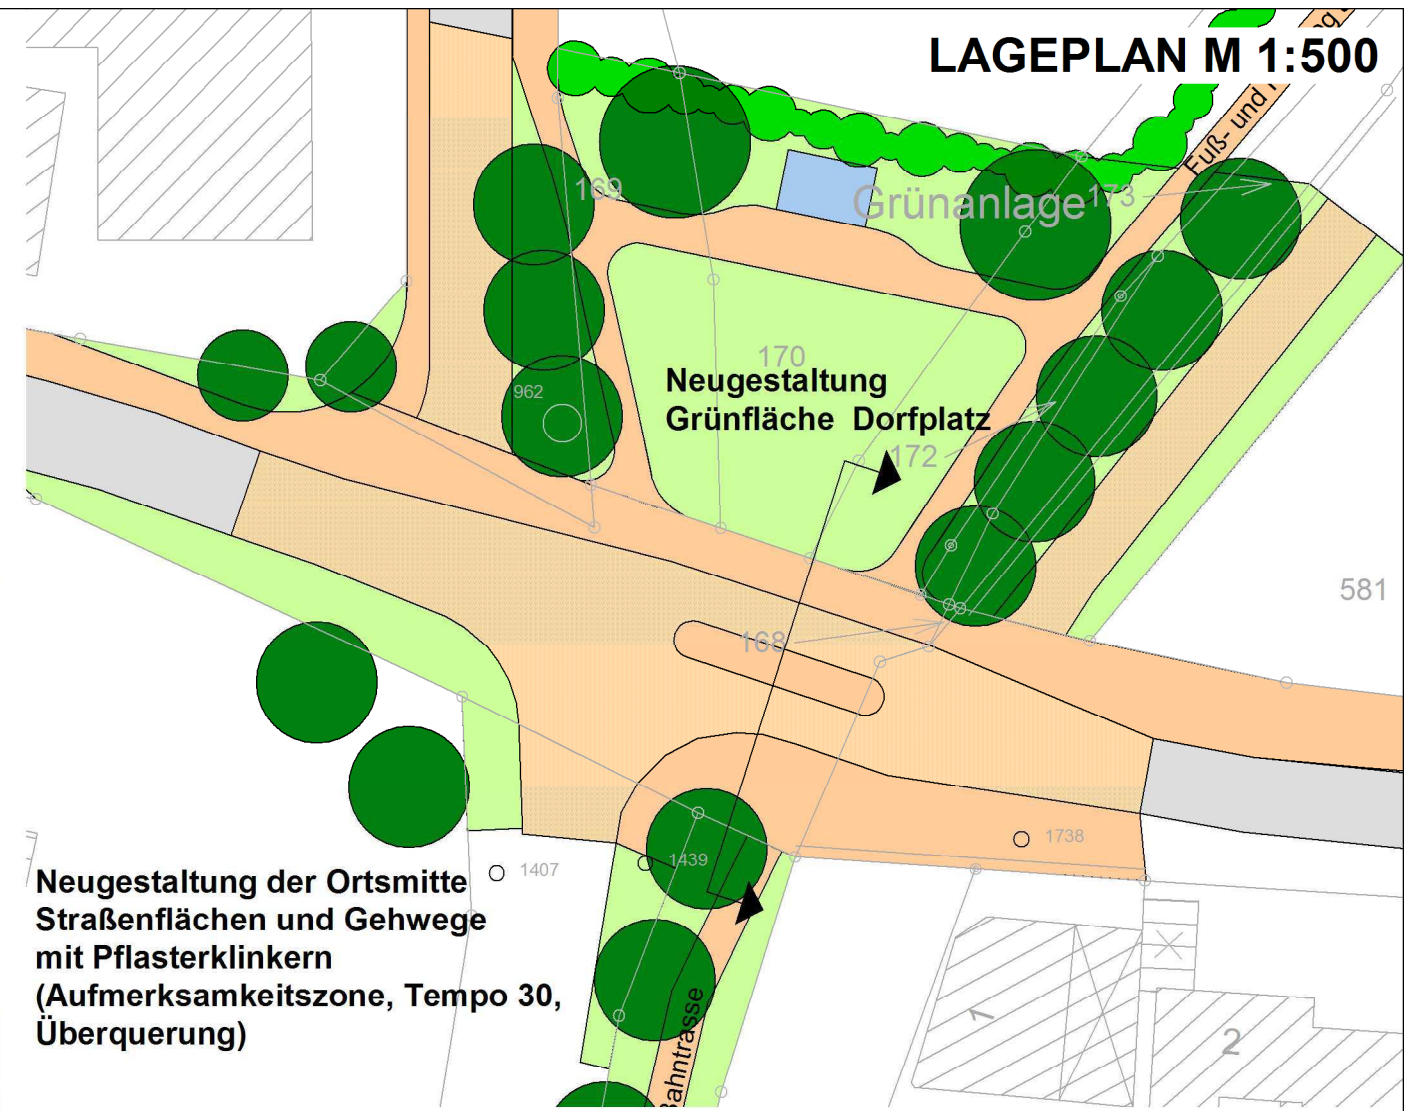 LAGEPLAN M 1:500
Fuß- und
169
Grünanlage
173
170
Neugestaltung
Grünfläche Dorfplatz
962
172
581
168
1407
1439
1738
Neugestaltung der Ortsmitte
Straßenflächen und Gehwege
mit Pflasterklinkern
(Aufmerksamkeitszone, Tempo 30,
Überquerung)
Bahntrasse
1
2